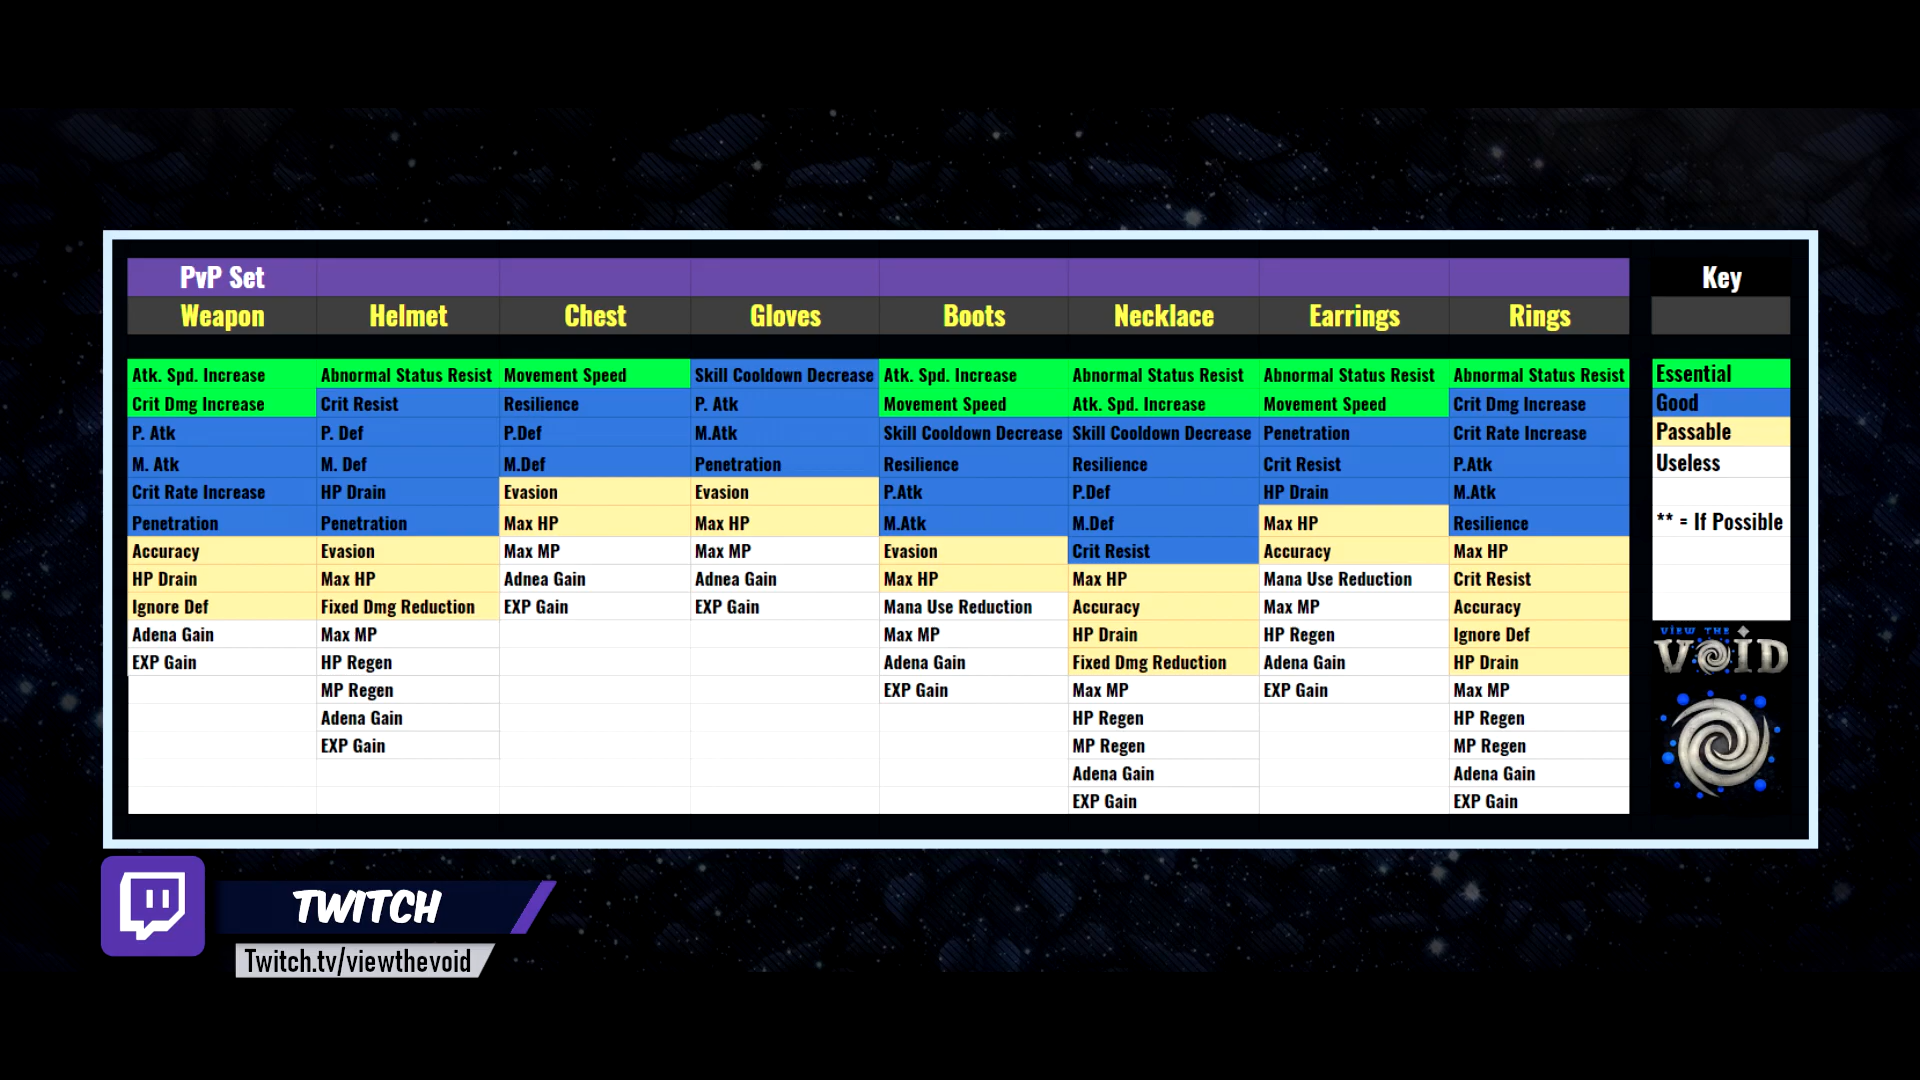 PvP Set
Key
Weapon Helmet Chest Gloves Boots Necklace Earrings Rings
Atk. Spd. Increase Abnormal Status Resist Movement Speed Skill Cooldown Decrease Atk. Spd. Increase Abnormal Status Resist Abnormal Status Resist Abnormal Status Resist Essential
Crit Dmg Increase Crit Resist Resilience P. Atk Movement Speed Atk. Spd. Increase Movement Speed Crit Dmg Increase Good
P. Atk P. Def P.Def M.Atk Skill Cooldown Decrease Skill Cooldown Decrease Penetration Crit Rate Increase Passable
M. Atk M. Def M.Def Penetration Resilience Resilience Crit Resist P.Atk Useless
Crit Rate Increase HP Drain Evasion Evasion P.Atk P.Def HP Drain M.Atk
Penetration Penetration Max HP Max HP M.Atk M.Def Max HP Resilience ** = If Possible
Accuracy Evasion Max MP Max MP Evasion Crit Resist Accuracy Max HP
HP Drain Max HP Adnea Gain Adnea Gain Max HP Max HP Mana Use Reduction Crit Resist
Ignore Def Fixed Dmg Reduction EXP Gain EXP Gain Mana Use Reduction Accuracy Max MP Accuracy
Adena Gain Max MP Max MP HP Drain HP Regen Ignore Def
EXP Gain HP Regen Adena Gain Fixed Dmg Reduction Adena Gain HP Drain
MP Regen EXP Gain Max MP EXP Gain Max MP
Adena Gain HP Regen HP Regen
EXP Gain MP Regen MP Regen
Adena Gain Adena Gain
EXP Gain EXP Gain
VIEW THE
VOID
TWITCH
Twitch.tv/viewthevoid